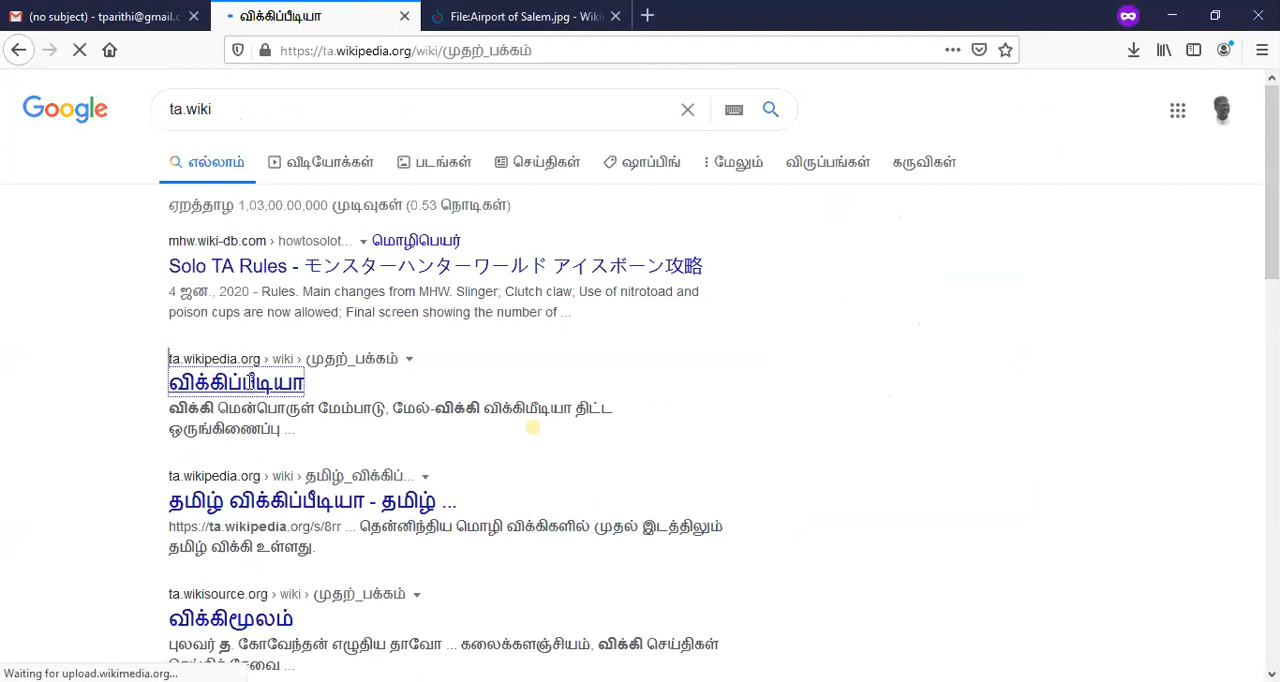 (no subject) - tparithi@gmail.c
விக்கிப்பீடியா
File:Airport of Salem.jpg - Wiki
https://ta.wikipedia.org/wiki/முதற்_பக்கம்
Google
ta.wiki
எல்லாம் வீடியோக்கள் படங்கள் செய்திகள் ஷாப்பிங் மேலும் விருப்பங்கள் கருவிகள்
ஏறத்தாழ 1,03,00,00,000 முடிவுகள் (0.53 நொடிகள்)
mhw.wiki-db.com › howtosolot... மொழிபெயர்
Solo TA Rules - モンスターハンターワールド アイスボーン攻略
4 ஜன., 2020 - Rules. Main changes from MHW. Slinger; Clutch claw; Use of nitrotoad and
poison cups are now allowed; Final screen showing the number of ...
ta.wikipedia.org › wiki › முதற்_பக்கம்
விக்கிப்பீடியா
விக்கி மென்பொருள் மேம்பாடு, மேல்-விக்கி விக்கிமீடியா திட்ட
ஒருங்கிணைப்பு ...
ta.wikipedia.org › wiki › தமிழ்_விக்கிப்...
தமிழ் விக்கிப்பீடியா - தமிழ் ...
https://ta.wikipedia.org/s/8rr ... தென்னிந்திய மொழி விக்கிகளில் முதல் இடத்திலும்
தமிழ் விக்கி உள்ளது.
ta.wikisource.org › wiki › முதற்_பக்கம்
விக்கிமூலம்
புலவர் த. கோவேந்தன் எழுதிய தாவோ ... கலைக்களஞ்சியம், விக்கி செய்திகள்
Waiting for upload.wikimedia.org...